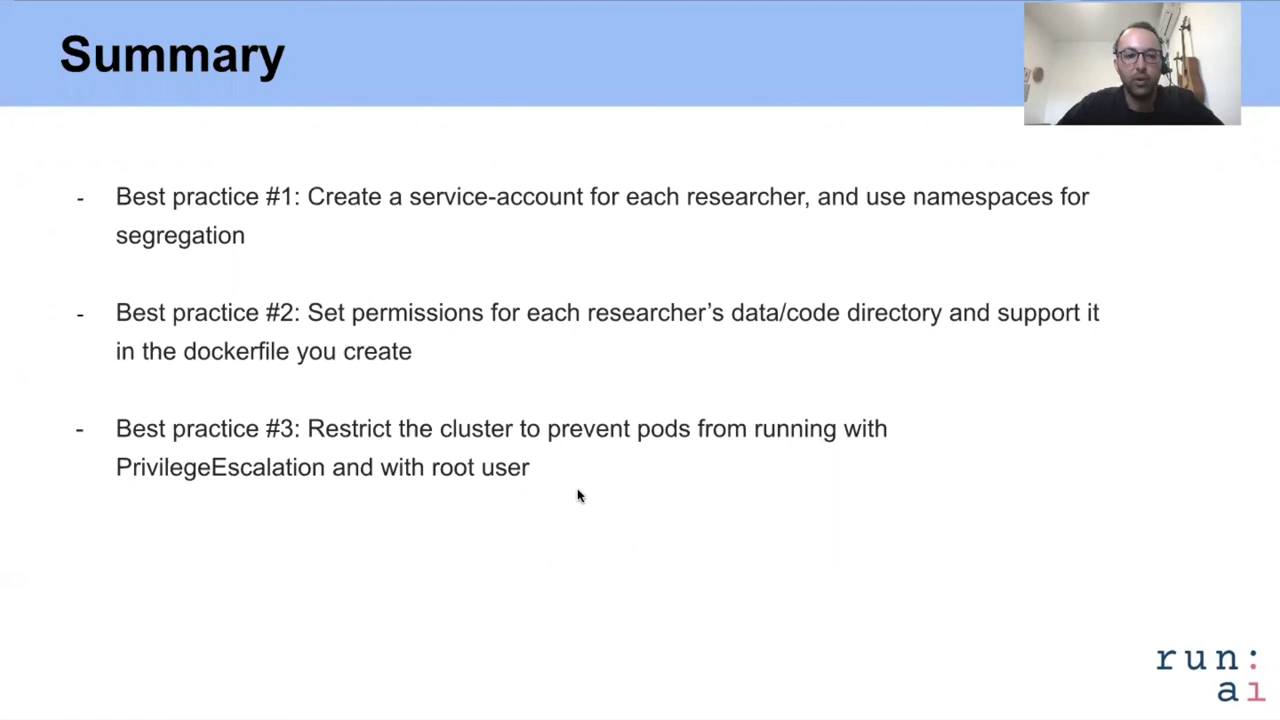 Summary
- Best practice #1: Create a service-account for each researcher, and use namespaces for
segregation
- Best practice #2: Set permissions for each researcher’s data/code directory and support it
in the dockerfile you create
- Best practice #3: Restrict the cluster to prevent pods from running with
PrivilegeEscalation and with root user
run:
ai